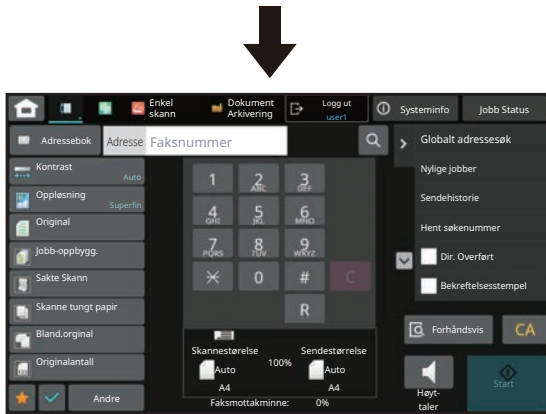 Enkel skann
Dokument Arkivering
Logg ut
user1
Systeminfo
Jobb Status
Adressebok
Adresse
Faksnummer
Globalt adressesøk
Kontrast
Auto
Oppløsning
Superfin
Original
Jobb-oppbygg.
Sakte Skann
Skanne tungt papir
Bland.orginal
Originalantall
Andre
1
2 ABC
3 DEF
4 GHI
5 JKL
6 MNO
7 PQRS
8 TUV
9 WXYZ
0
#
C
R
Skannestørelse
Auto
A4
100%
Sendestørrelse
Auto
A4
Faksmottakminne: 0%
Nylige jobber
Sendehistorie
Hent søkenummer
Dir. Overført
Bekreftelsesstempel
Forhåndsvis
CA
Høyt-
taler
Start